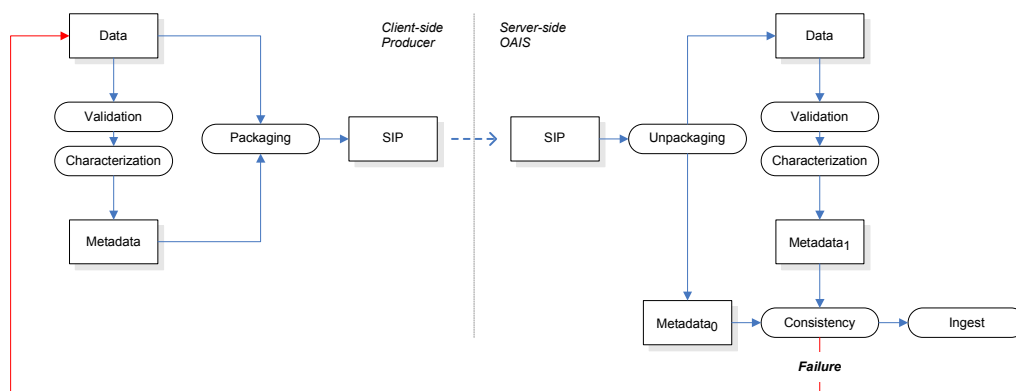 Client-side
Producer
Server-side
OAIS
Data
Validation
Characterization
Metadata
Packaging
SIP
SIP
Unpackaging
Data
Validation
Characterization
Metadata1
Metadata0
Consistency
Ingest
Failure